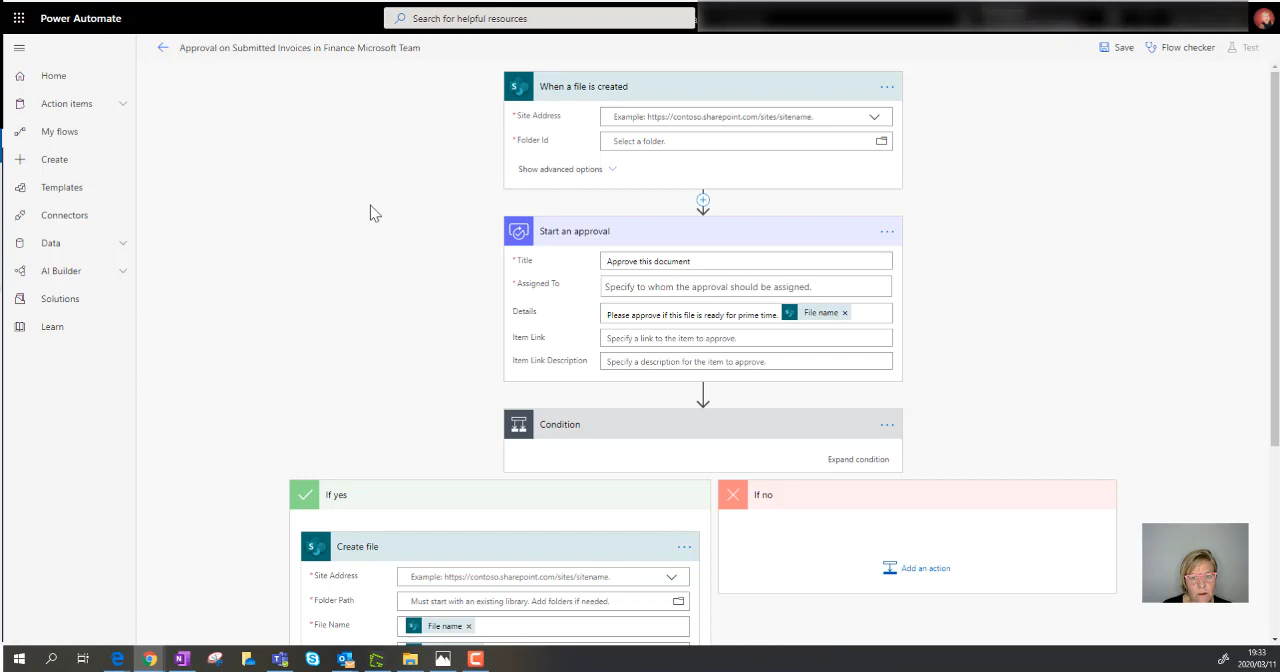 Power Automate
Search for helpful resources
Approval on Submitted Invoices in Finance Microsoft Team
Save
Flow checker
Test
Home
Action items
My flows
Create
Templates
Connectors
Data
AI Builder
Solutions
Learn
When a file is created
*Site Address
Example: https://contoso.sharepoint.com/sites/sitename.
*Folder Id
Select a folder.
Show advanced options
Start an approval
*Title
Approve this document
*Assigned To
Specify to whom the approval should be assigned.
Details
Please approve if this file is ready for prime time. File name ×
Item Link
Specify a link to the item to approve.
Item Link Description
Specify a description for the item to approve.
Condition
Expand condition
If yes
If no
Create file
Add an action
*Site Address
Example: https://contoso.sharepoint.com/sites/sitename.
*Folder Path
Must start with an existing library. Add folders if needed.
*File Name
File name ×
19:33
2020/03/11